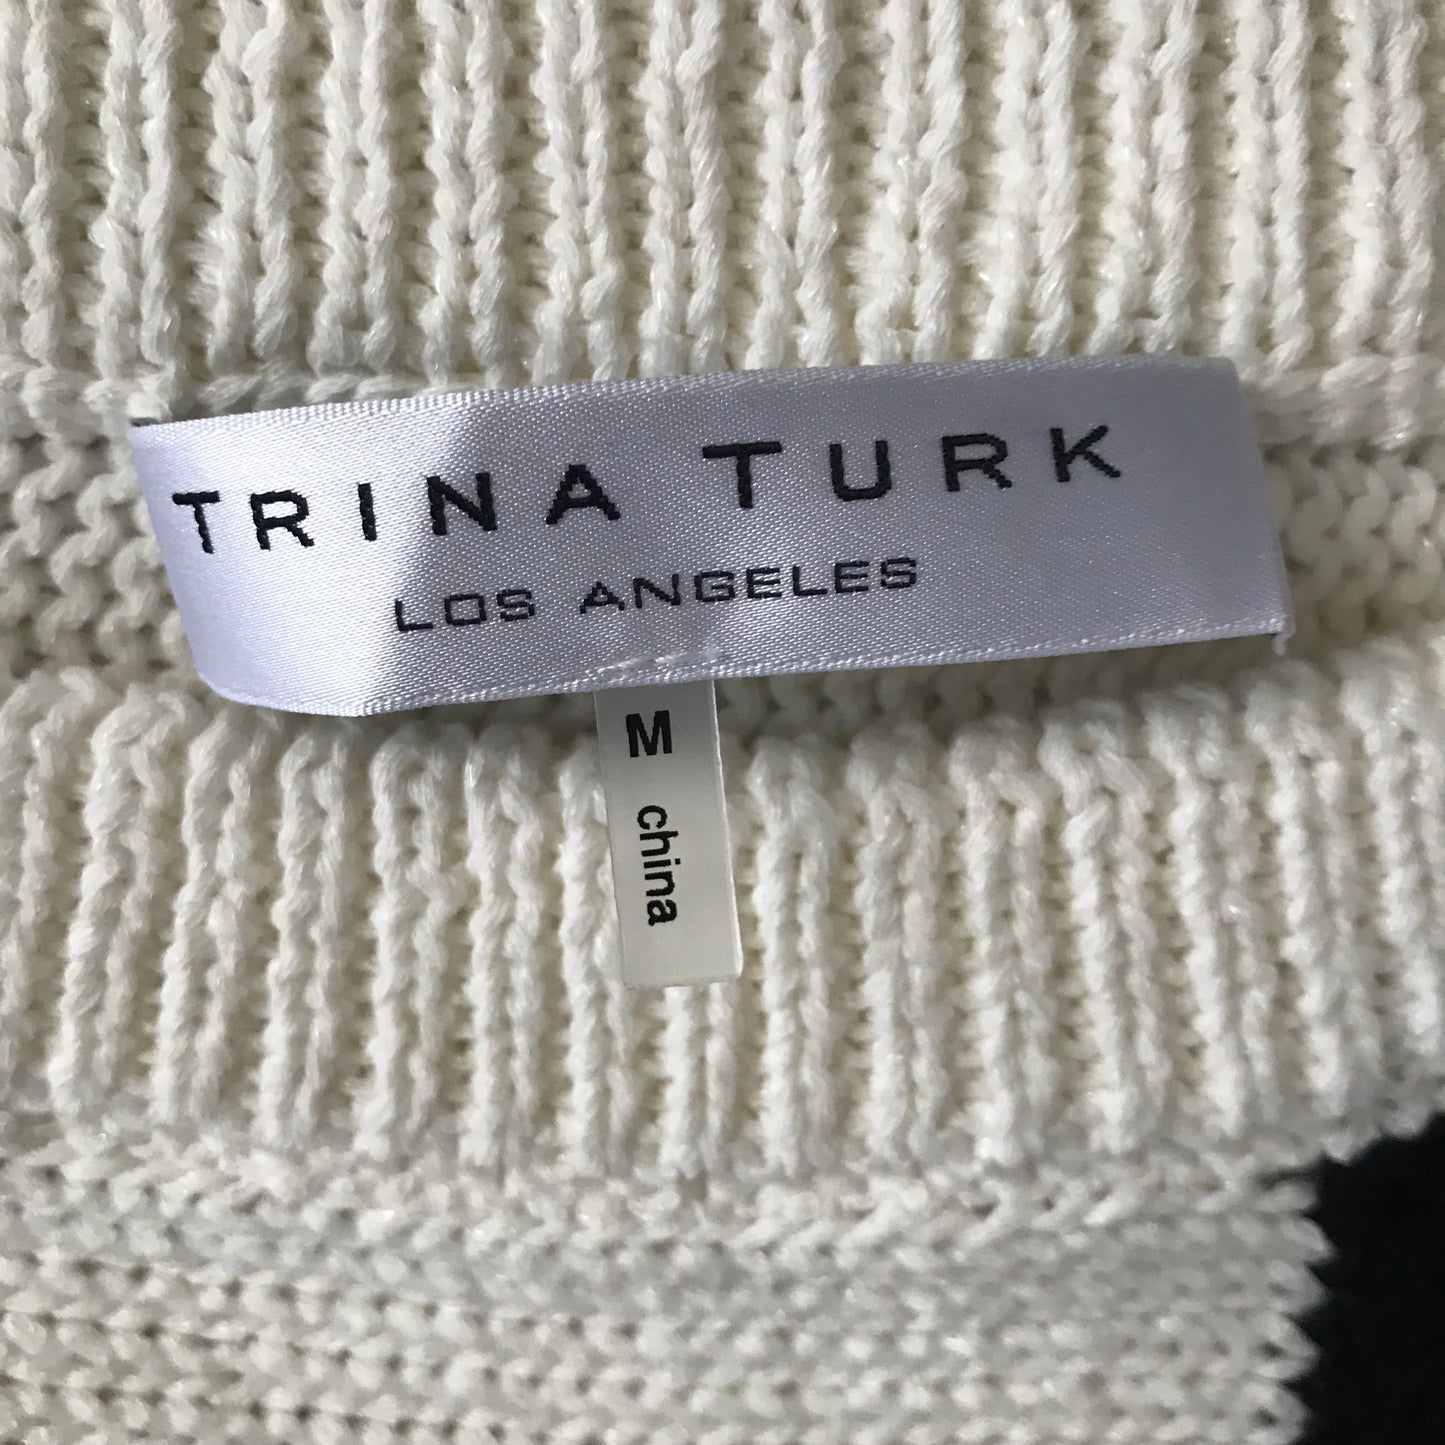 TRINA TURK
LOS ANGELES
M
china